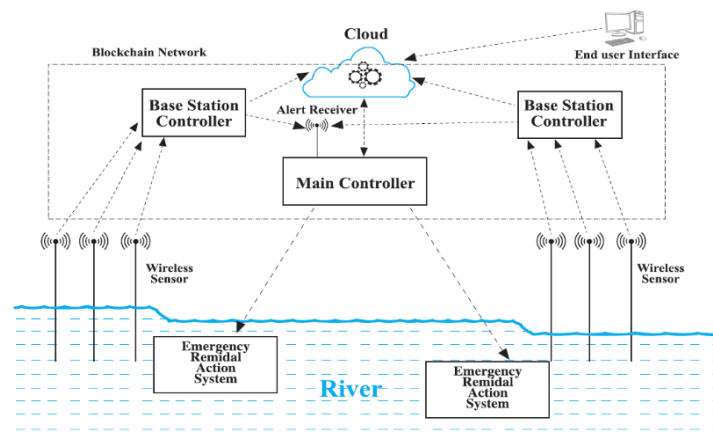 Cloud
End user Interface
Blockchain Network
Base Station
Controller
Alert Receiver
Base Station
Controller
Main Controller
Wireless
Sensor
Wireless
Sensor
Emergency
Remidal
Action
System
River
Emergency
Remidal
Action
System